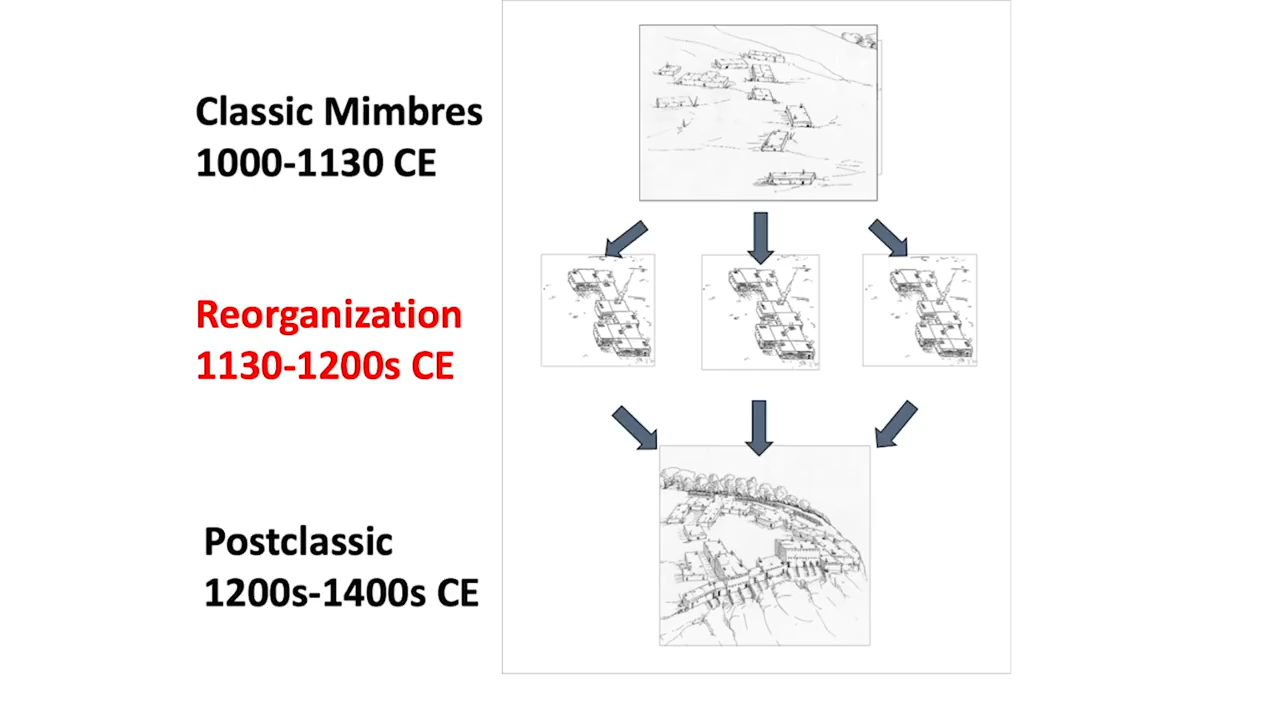 Classic Mimbres
1000-1130 CE
Reorganization
1130-1200s CE
Postclassic
1200s-1400s CE